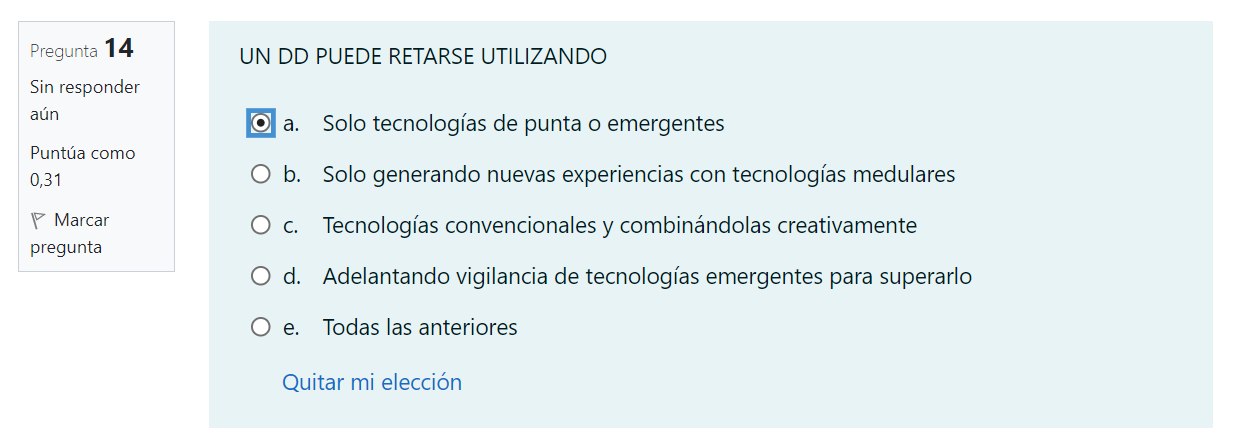 Pregunta 14
Sin responder
aún
Puntúa como
0,31
Marcar
pregunta
UN DD PUEDE RETARSE UTILIZANDO
a. Solo tecnologías de punta o emergentes
b. Solo generando nuevas experiencias con tecnologías medulares
c. Tecnologías convencionales y combinándolas creativamente
d. Adelantando vigilancia de tecnologías emergentes para superarlo
e. Todas las anteriores
Quitar mi elección